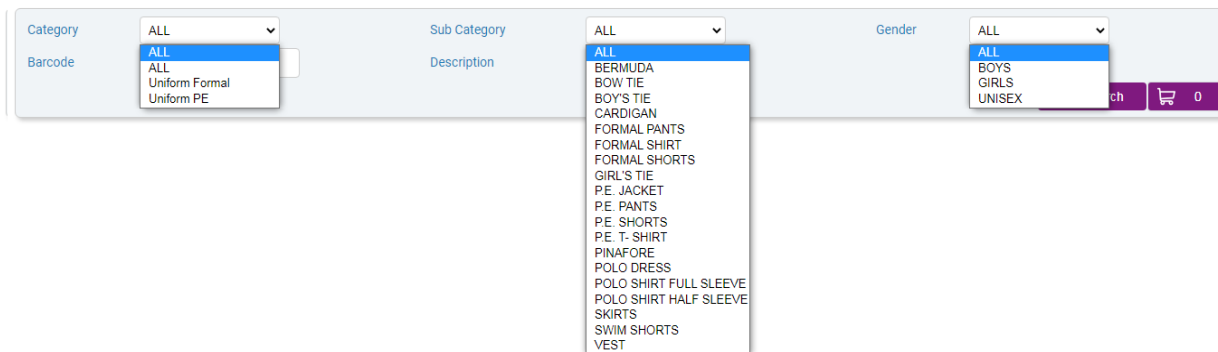 Category ALL Sub Category ALL Gender ALL
Barcode Description
ALL
ALL
Uniform Formal
Uniform PE
ALL
BERMUDA
BOW TIE
BOY'S TIE
CARDIGAN
FORMAL PANTS
FORMAL SHIRT
FORMAL SHORTS
GIRL'S TIE
P.E. JACKET
P.E. PANTS
P.E. SHORTS
P.E. T- SHIRT
PINAFORE
POLO DRESS
POLO SHIRT FULL SLEEVE
POLO SHIRT HALF SLEEVE
SKIRTS
SWIM SHORTS
VEST
ALL
BOYS
GIRLS
UNISEX
rch 0